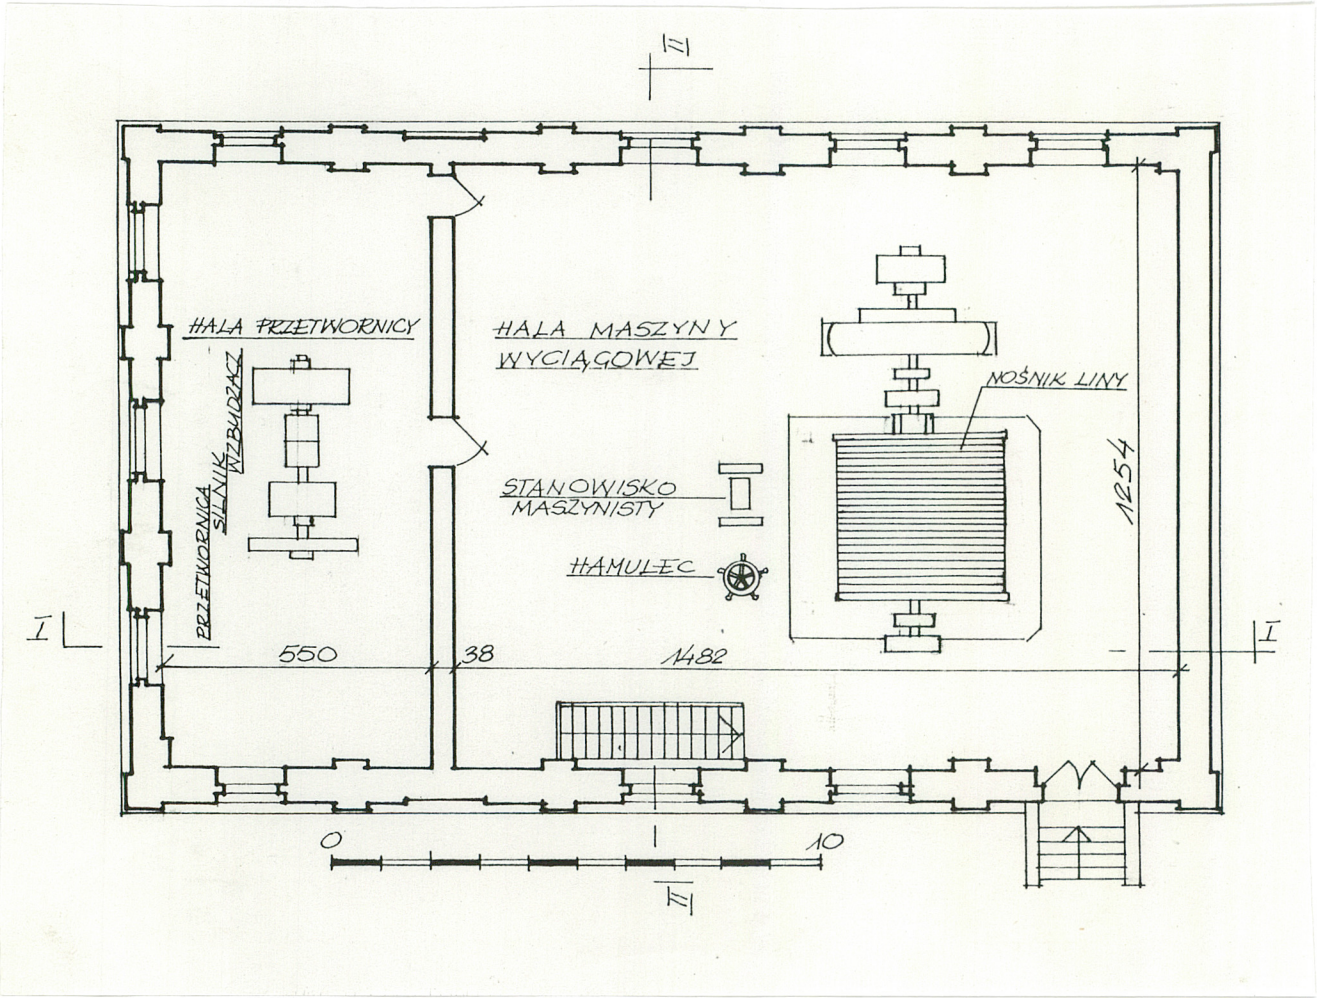 II
HALA PRZETWORNICY
HALA MASZYNY
WYCIĄGOWEJ
NOŚNIK LINY
WZBUDZACZ
SILNIK
PRZETWORNICA
STANOWISKO
MASZYNISTY
HAMULEC
1254
I
I
550
38
1482
0
10
II